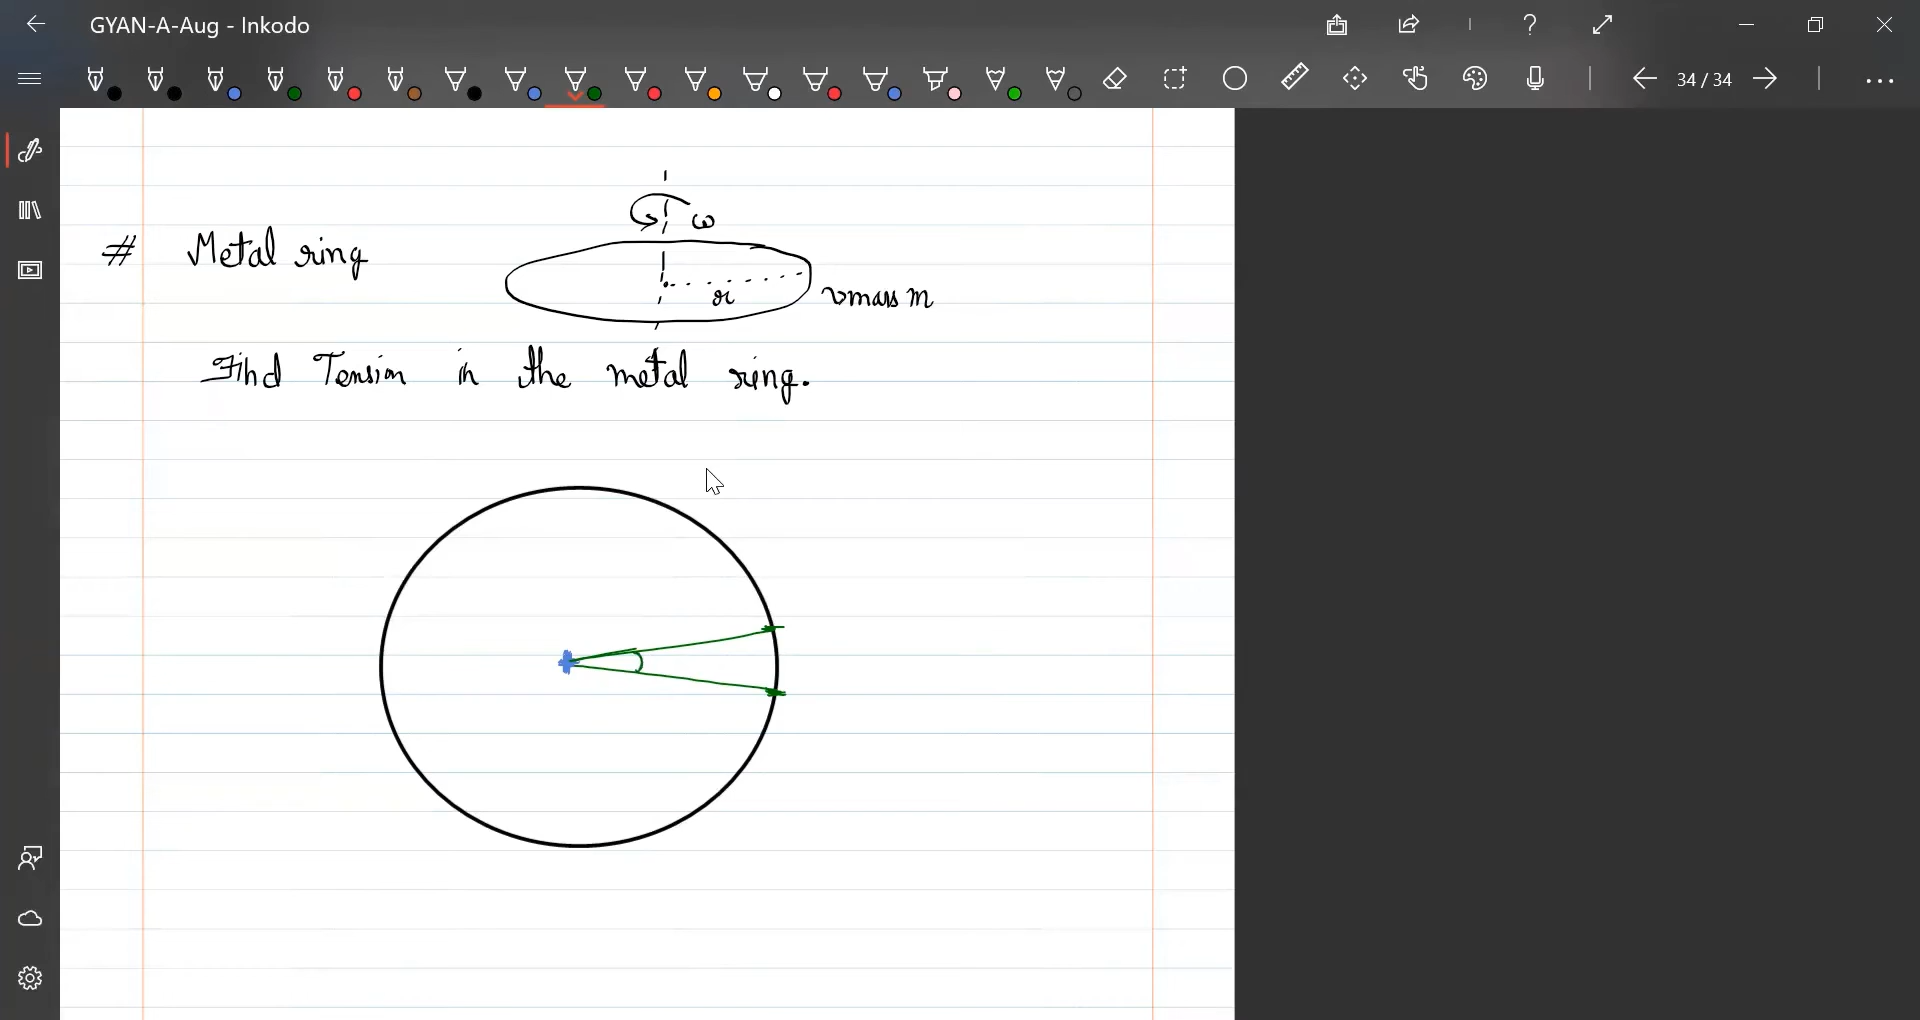 GYAN-A-Aug - Inkodo
34 / 34
ω
# Metal ring
r
mass m
Find Tension in the metal ring.